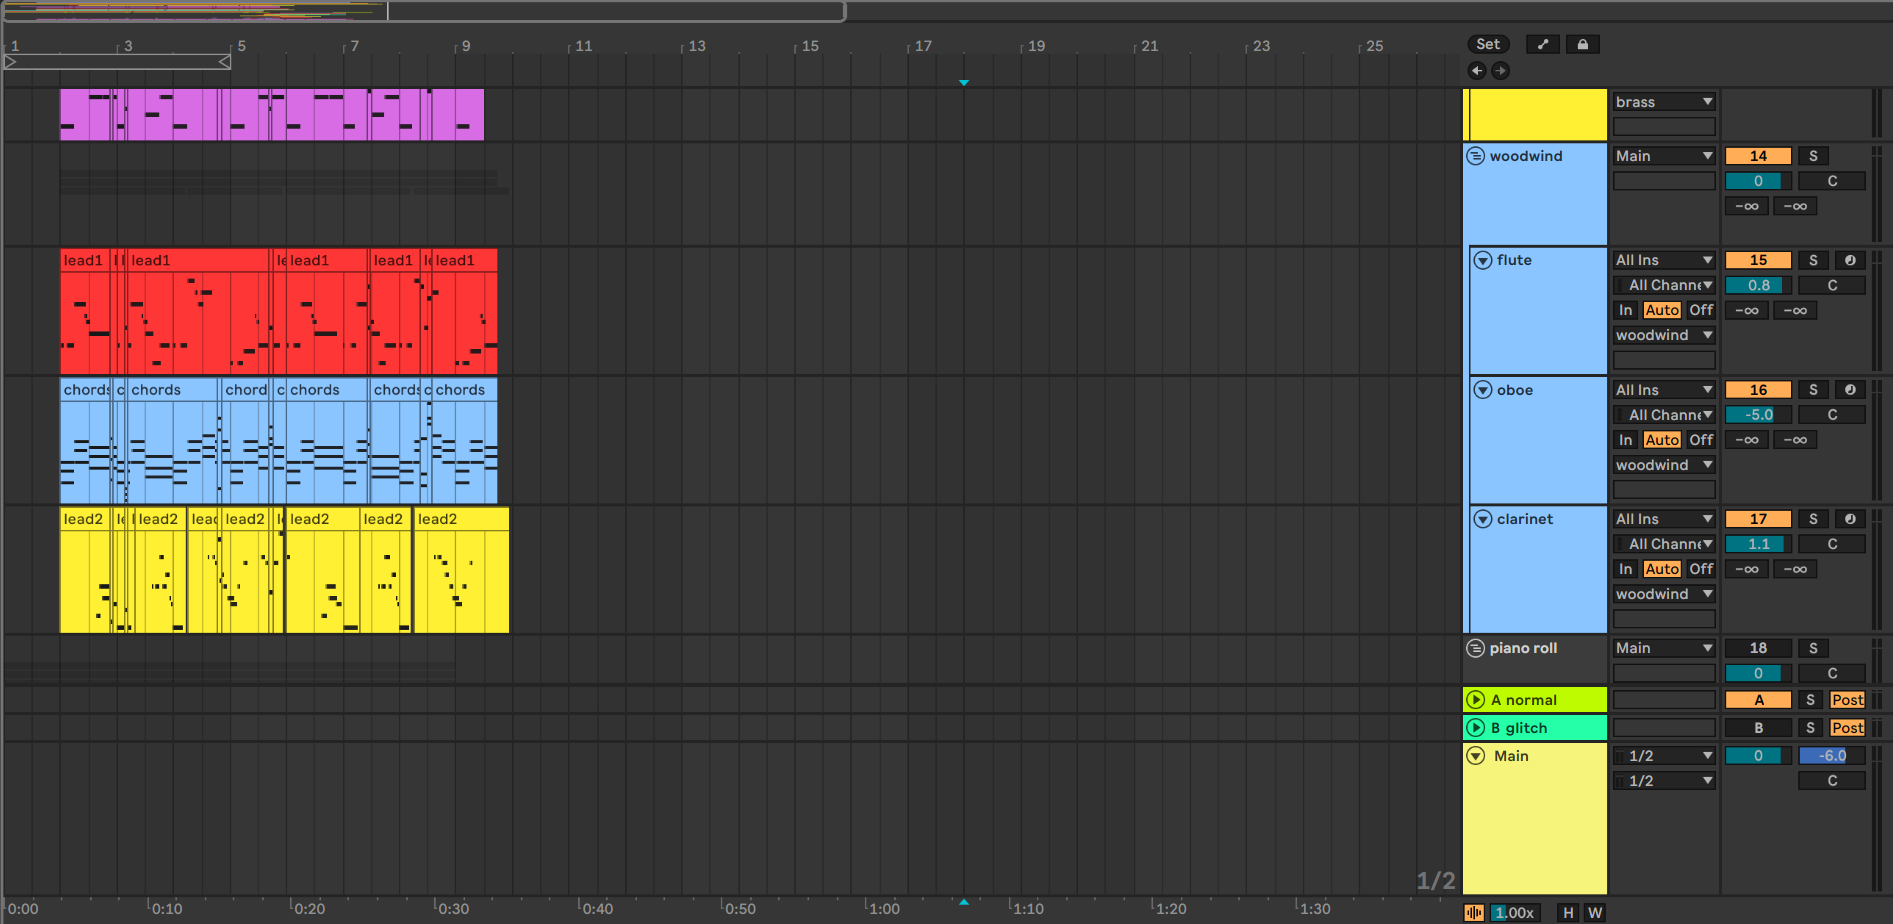 1 3 5 7 9 11 13 15 17 19 21 23 25 Set
brass
woodwind Main 14 S
0 C
-∞ -∞
lead1 lead1 lead1 lead1 lead1 flute All Ins 15 S
All Channe 0.8 C
In Auto Off -∞ -∞
woodwind
chords c chords chord chords chords c chords oboe All Ins 16 S
All Channe -5.0 C
In Auto Off -∞ -∞
woodwind
lead2 lead2 lead2 lead2 lead2 lead2 clarinet All Ins 17 S
All Channe 1.1 C
In Auto Off -∞ -∞
woodwind
piano roll Main 18 S
0 C
A normal A S Post
B glitch B S Post
Main 1/2 0 -6.0
1/2 C
1/2
0:00 0:10 0:20 0:30 0:40 0:50 1:00 1:10 1:20 1:30 1.00x H W